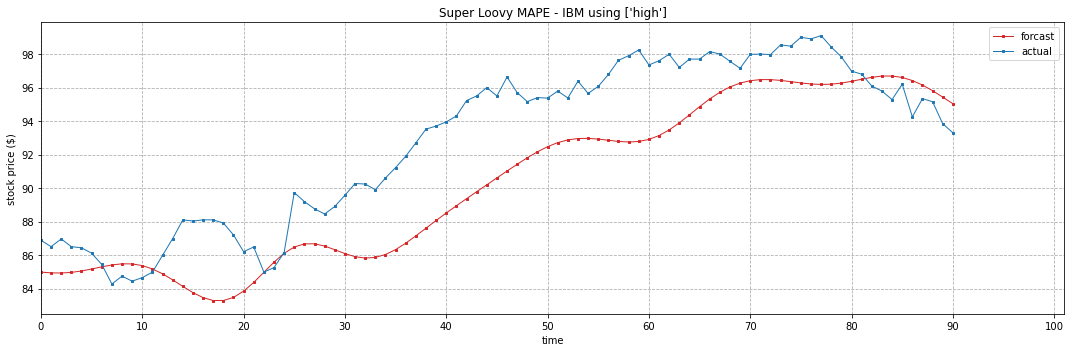 Super Loovy MAPE - IBM using ['high']
forcast
actual
stock price ($)
98
96
94
92
90
88
86
84
0 10 20 30 40 50 60 70 80 90 100
time